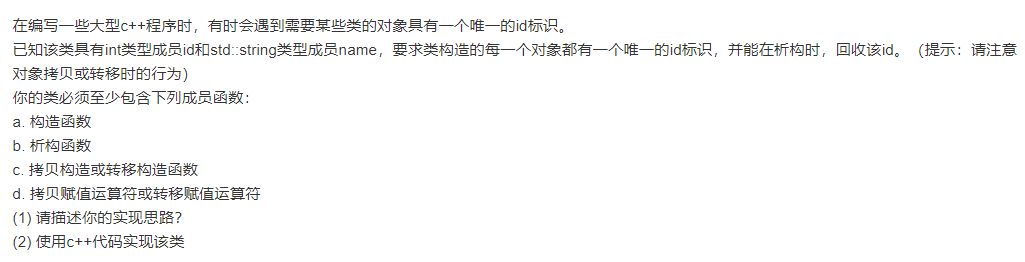 在编写一些大型c++程序时，有时会遇到需要某些类的对象具有一个唯一的id标识。
已知该类具有int类型成员id和std::string类型成员name，要求类构造的每一个对象都有一个唯一的id标识，并能在析构时，回收该id。（提示：请注意
对象拷贝或转移时的行为）
你的类必须至少包含下列成员函数：
a. 构造函数
b. 析构函数
c. 拷贝构造或转移构造函数
d. 拷贝赋值运算符或转移赋值运算符
(1) 请描述你的实现思路？
(2) 使用c++代码实现该类